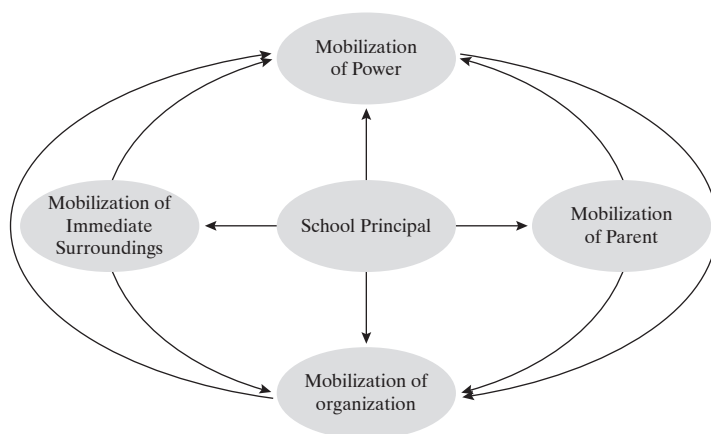 Mobilization
of Power
Mobilization of
Immediate
Surroundings
School Principal
Mobilization
of Parent
Mobilization of
organization